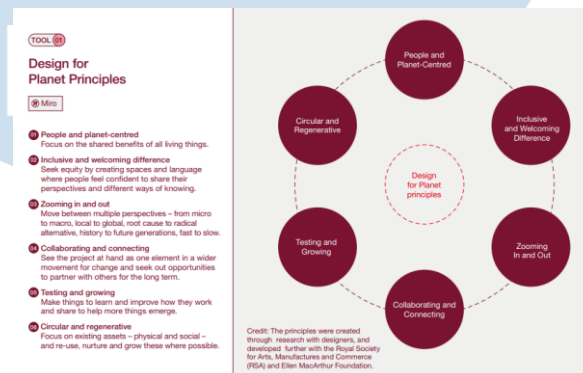 TOOL 01
Design for
Planet Principles
Miro
01 People and planet-centred
Focus on the shared benefits of all living things.
02 Inclusive and welcoming difference
Seek equity by creating spaces and language
where people feel confident to share their
perspectives and different ways of knowing.
03 Zooming in and out
Move between multiple perspectives – from micro
to macro, local to global, root cause to radical
alternative, history to future generations, fast to slow.
04 Collaborating and connecting
See the project at hand as one element in a wider
movement for change and seek out opportunities
to partner with others for the long term.
05 Testing and growing
Make things to learn and improve how they work
and share to help more things emerge.
06 Circular and regenerative
Focus on existing assets – physical and social –
and re-use, nurture and grow these where possible.
People and
Planet-Centred
Inclusive
and Welcoming
Difference
Zooming
In and Out
Collaborating and
Connecting
Testing and
Growing
Circular and
Regenerative
Design
for Planet
principles
Credit: The principles were created
through research with designers, and
developed further with the Royal Society
for Arts, Manufactures and Commerce
(RSA) and Ellen MacArthur Foundation.